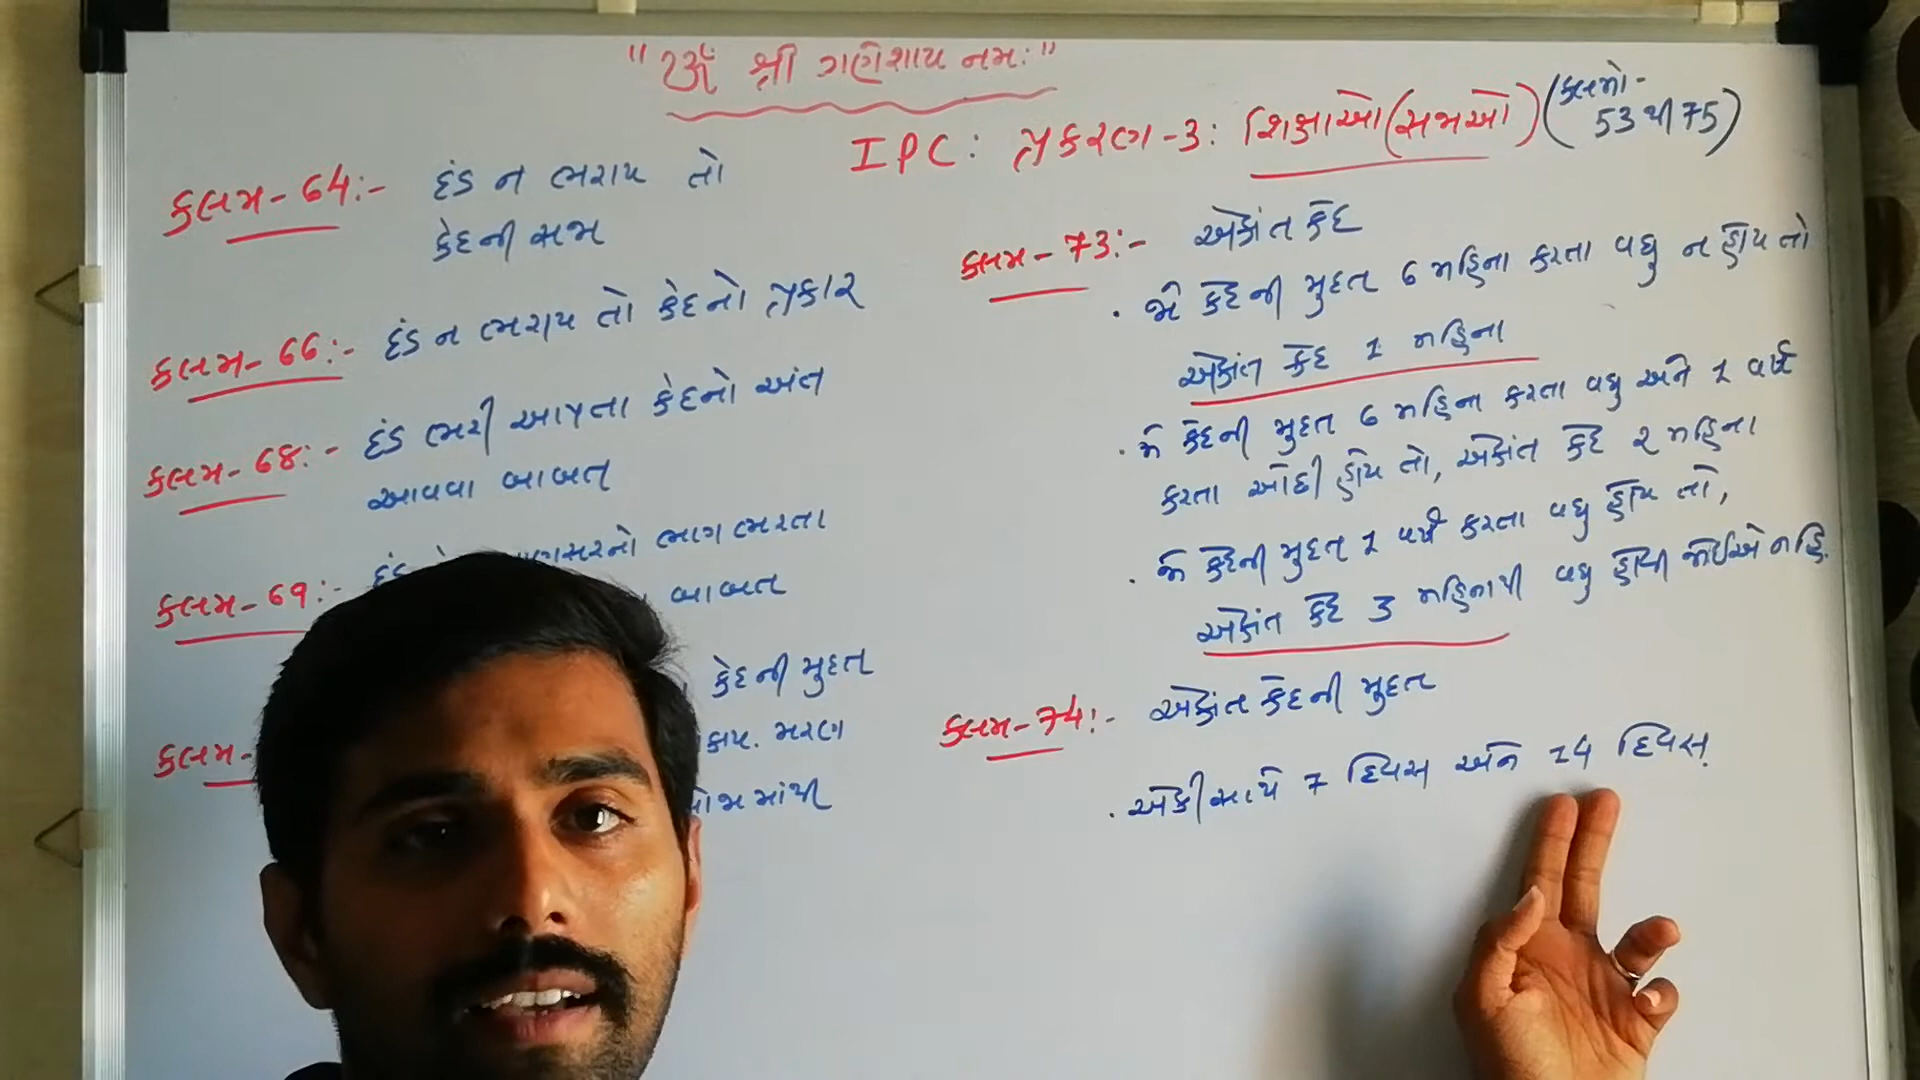 "ૐ શ્રી ગણેશાય નમઃ"
IPC: પ્રકરણ-3: શિક્ષાઓ (સજાઓ) (કલમો-
53 થી 75)
કલમ-64:- દંડ ન ભરાય તો
કેદની સજા
કલમ-66:- દંડ ન ભરાય તો કેદનો પ્રકાર
કલમ-68:- દંડ ભરી આપતા કેદનો અંત
આવવા બાબત
કલમ-69:- દંડ ભાગ ભરતા
બાબત
કેદની મુદત
કલમ- મરણ
કલમ-73:- એકાંત કેદ
. જો કેદની મુદત 6 મહિના કરતા વધુ ન હોય તો
એકાંત કેદ 1 મહિના
. જો કેદની મુદત 6 મહિના કરતા વધુ અને 1 વર્ષ
કરતા ઓછી હોય તો, એકાંત કેદ 2 મહિના
. જો કેદની મુદત 1 વર્ષ કરતા વધુ હોય તો,
એકાંત કેદ 3 મહિનાથી વધુ હોવી જોઈએ નહિ.
કલમ-74:- એકાંત કેદની મુદત
. એકીસાથે 7 દિવસ અને 14 દિવસ.